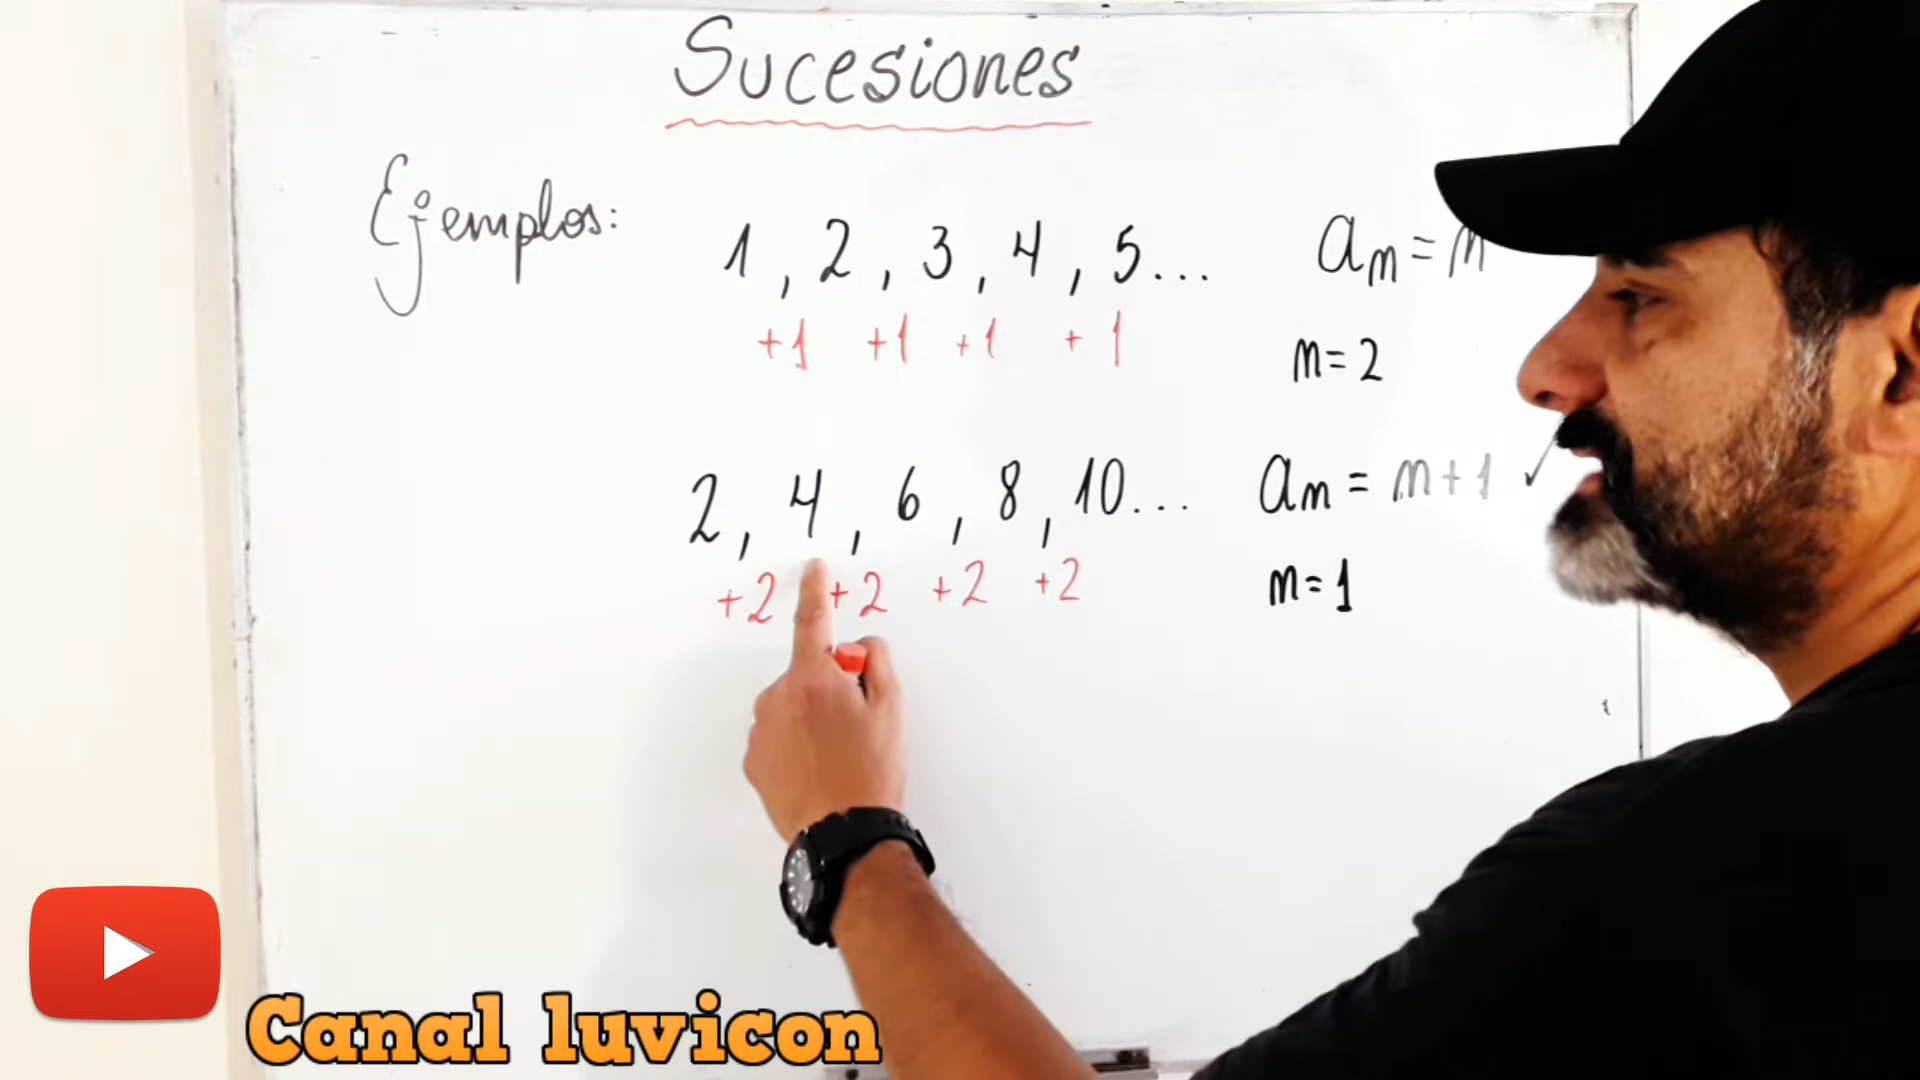 Sucesiones
Ejemplos:
1, 2, 3, 4, 5...
+1 +1 +1 +1
an = n
n = 2
2, 4, 6, 8, 10...
+2 +2 +2 +2
an = n+1 ✓
n = 1
Canal luvicon